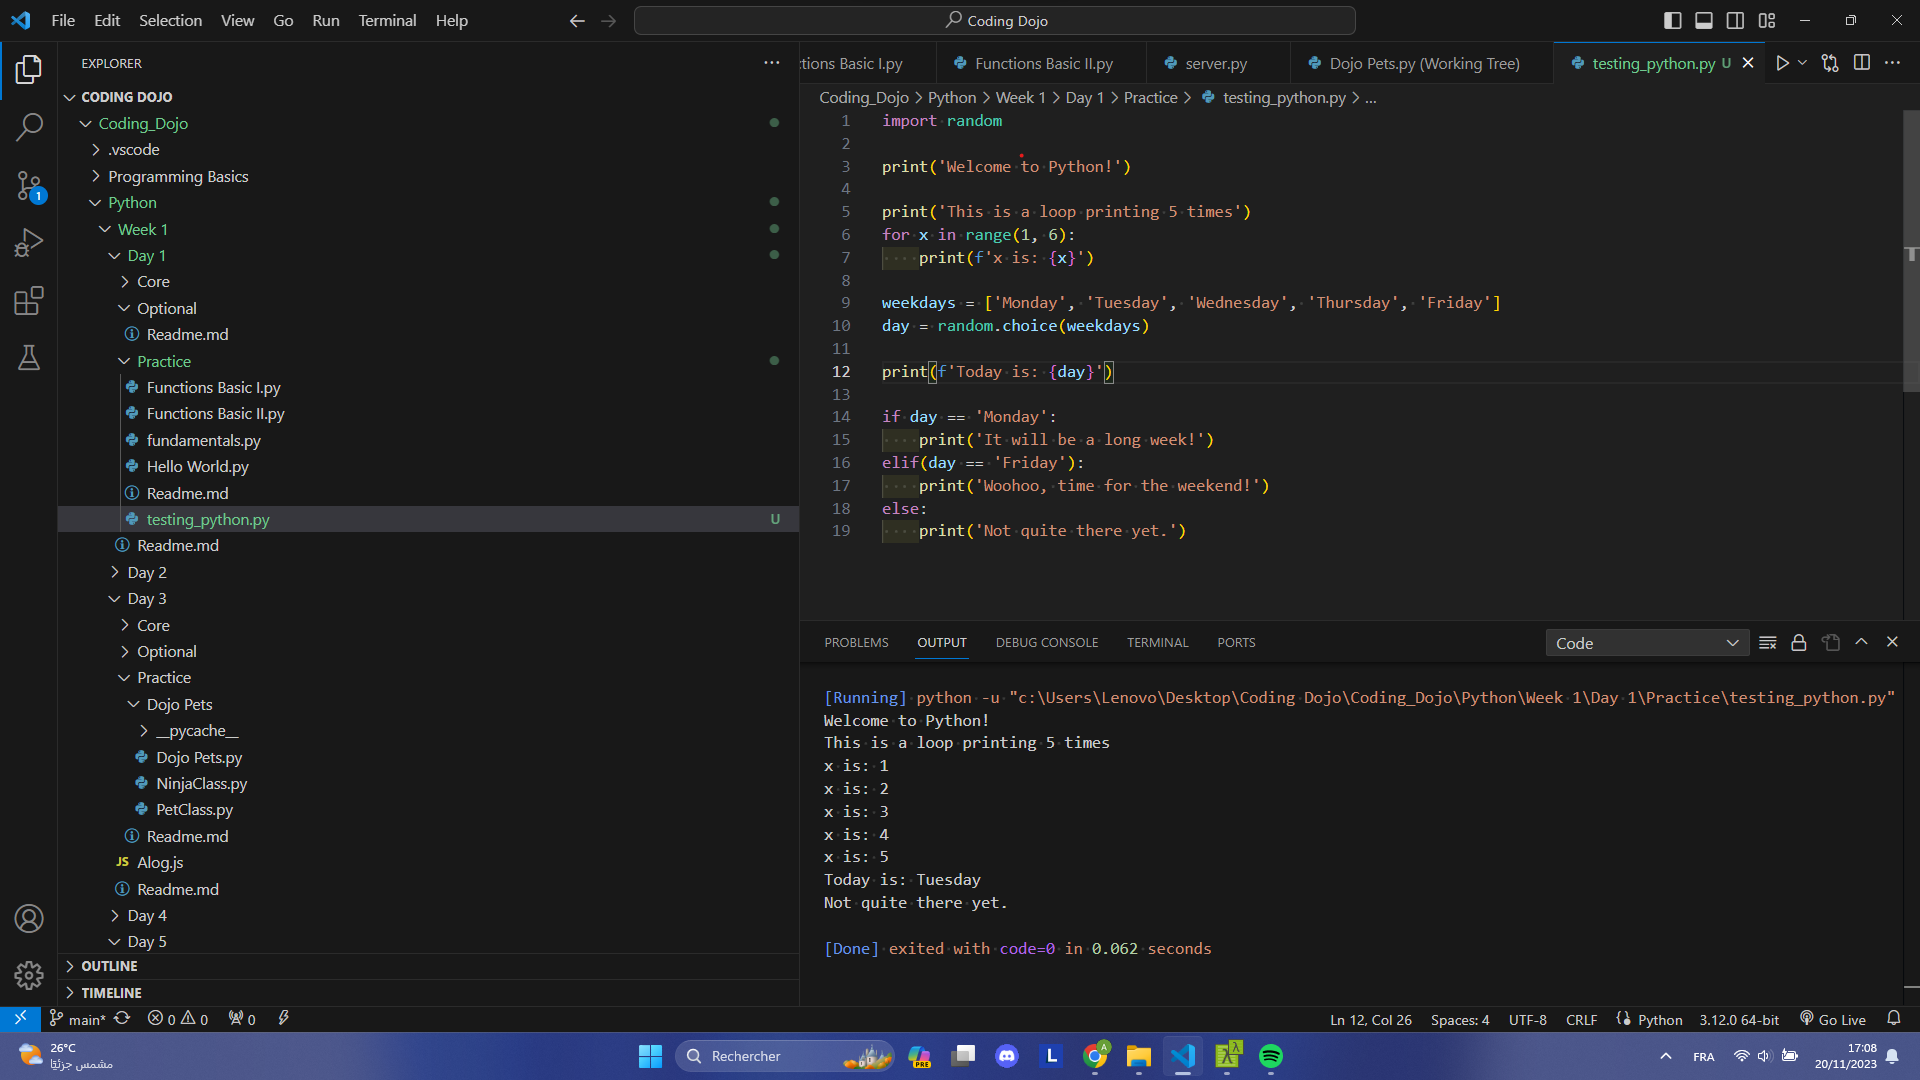 File Edit Selection View Go Run Terminal Help
Coding Dojo
EXPLORER
CODING DOJO
Coding_Dojo
.vscode
Programming Basics
Python
Week 1
Day 1
Core
Optional
Readme.md
Practice
Functions Basic I.py
Functions Basic II.py
fundamentals.py
Hello World.py
Readme.md
testing_python.py U
Readme.md
Day 2
Day 3
Core
Optional
Practice
Dojo Pets
__pycache__
Dojo Pets.py
NinjaClass.py
PetClass.py
Readme.md
JS Alog.js
Readme.md
Day 4
Day 5
OUTLINE
TIMELINE
1
tions Basic I.py Functions Basic II.py server.py Dojo Pets.py (Working Tree) testing_python.py U
Coding_Dojo > Python > Week 1 > Day 1 > Practice > testing_python.py > ...
1 import random
2
3 print('Welcome to Python!')
4
5 print('This is a loop printing 5 times')
6 for x in range(1, 6):
7     print(f'x is: {x}')
8
9 weekdays = ['Monday', 'Tuesday', 'Wednesday', 'Thursday', 'Friday']
10 day = random.choice(weekdays)
11
12 print(f'Today is: {day}')
13
14 if day == 'Monday':
15     print('It will be a long week!')
16 elif(day == 'Friday'):
17     print('Woohoo, time for the weekend!')
18 else:
19     print('Not quite there yet.')
PROBLEMS OUTPUT DEBUG CONSOLE TERMINAL PORTS
Code
[Running] python -u "c:\Users\Lenovo\Desktop\Coding Dojo\Coding_Dojo\Python\Week 1\Day 1\Practice\testing_python.py"
Welcome to Python!
This is a loop printing 5 times
x is: 1
x is: 2
x is: 3
x is: 4
x is: 5
Today is: Tuesday
Not quite there yet.
[Done] exited with code=0 in 0.062 seconds
main* 0 0 0
Ln 12, Col 26 Spaces: 4 UTF-8 CRLF Python 3.12.0 64-bit Go Live
26°C
مشمس جزئيًا
Rechercher
PRE
L
A
FRA
17:08
20/11/2023